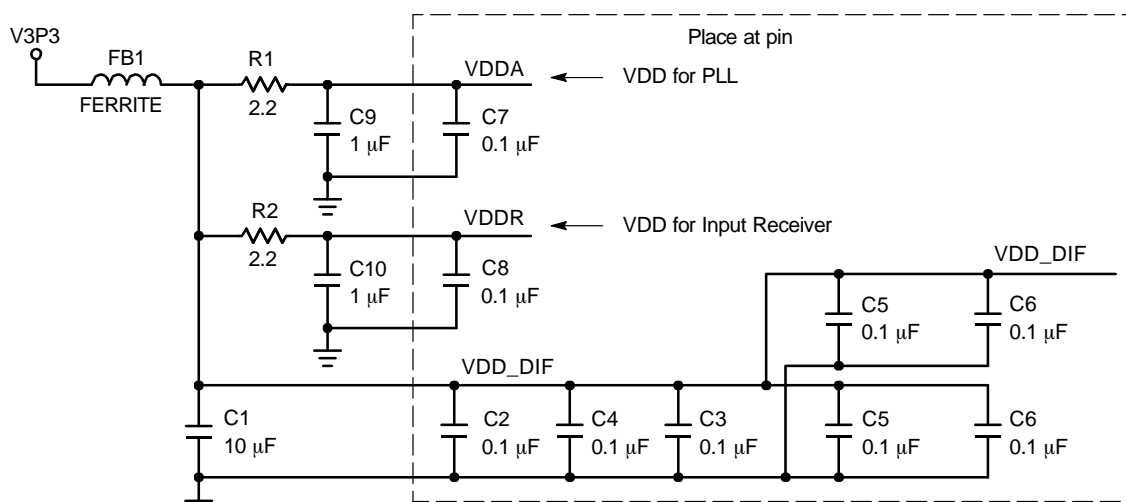 Place at pin
V3P3
FB1
FERRITE
R1
2.2
VDDA
VDD for PLL
C9
1 μF
C7
0.1 μF
R2
2.2
VDDR
VDD for Input Receiver
C10
1 μF
C8
0.1 μF
VDD_DIF
C5
0.1 μF
C6
0.1 μF
VDD_DIF
C1
10 μF
C2
0.1 μF
C4
0.1 μF
C3
0.1 μF
C5
0.1 μF
C6
0.1 μF